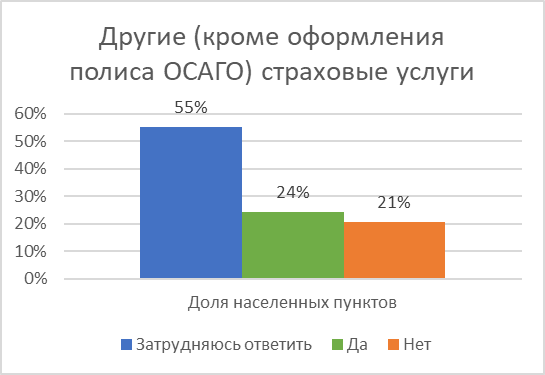 Другие (кроме оформления
полиса ОСАГО) страховые услуги
60%
50%
40%
30%
20%
10%
0%
55%
24%
21%
Доля населенных пунктов
Затрудняюсь ответить Да Нет